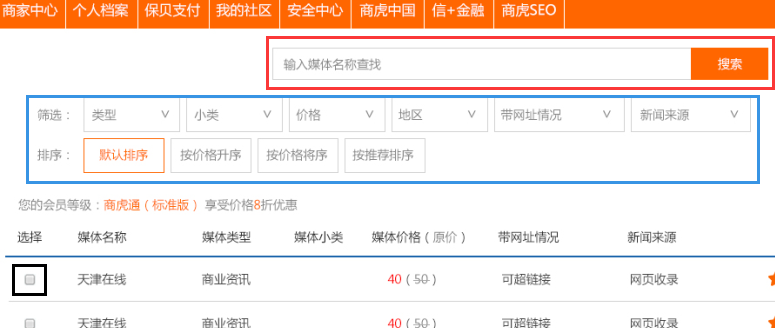 商家中心 个人档案 保贝支付 我的社区 安全中心 商虎中国 信+金融 商虎SEO
输入媒体名称查找 搜索
筛选： 类型 小类 价格 地区 带网址情况 新闻来源
排序： 默认排序 按价格升序 按价格将序 按推荐排序
您的会员等级：商虎通（标准版） 享受价格8折优惠
选择 媒体名称 媒体类型 媒体小类 媒体价格（原价） 带网址情况 新闻来源
天津在线 商业资讯 40（50） 可超链接 网页收录
天津在线 商业资讯 40（50） 可超链接 网页收录